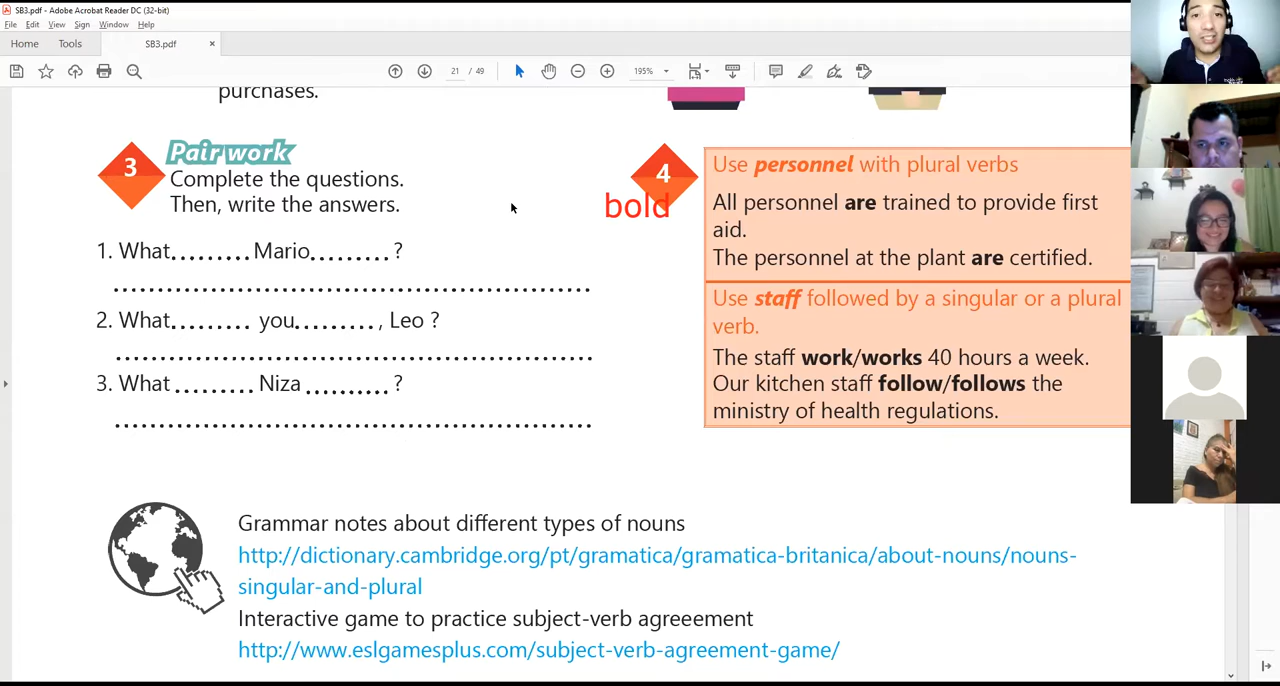 SB3.pdf - Adobe Acrobat Reader DC (32-bit)
File Edit View Sign Window Help
Home Tools SB3.pdf ×
21 / 49 195%
purchases.
3 Pair work
Complete the questions.
Then, write the answers.
1. What......... Mario......... ?
2. What......... you........., Leo ?
3. What ......... Niza ......... ?
4
bold
Use personnel with plural verbs
All personnel are trained to provide first
aid.
The personnel at the plant are certified.
Use staff followed by a singular or a plural
verb.
The staff work/works 40 hours a week.
Our kitchen staff follow/follows the
ministry of health regulations.
Grammar notes about different types of nouns
http://dictionary.cambridge.org/pt/gramatica/gramatica-britanica/about-nouns/nouns-
singular-and-plural
Interactive game to practice subject-verb agreeement
http://www.eslgamesplus.com/subject-verb-agreement-game/